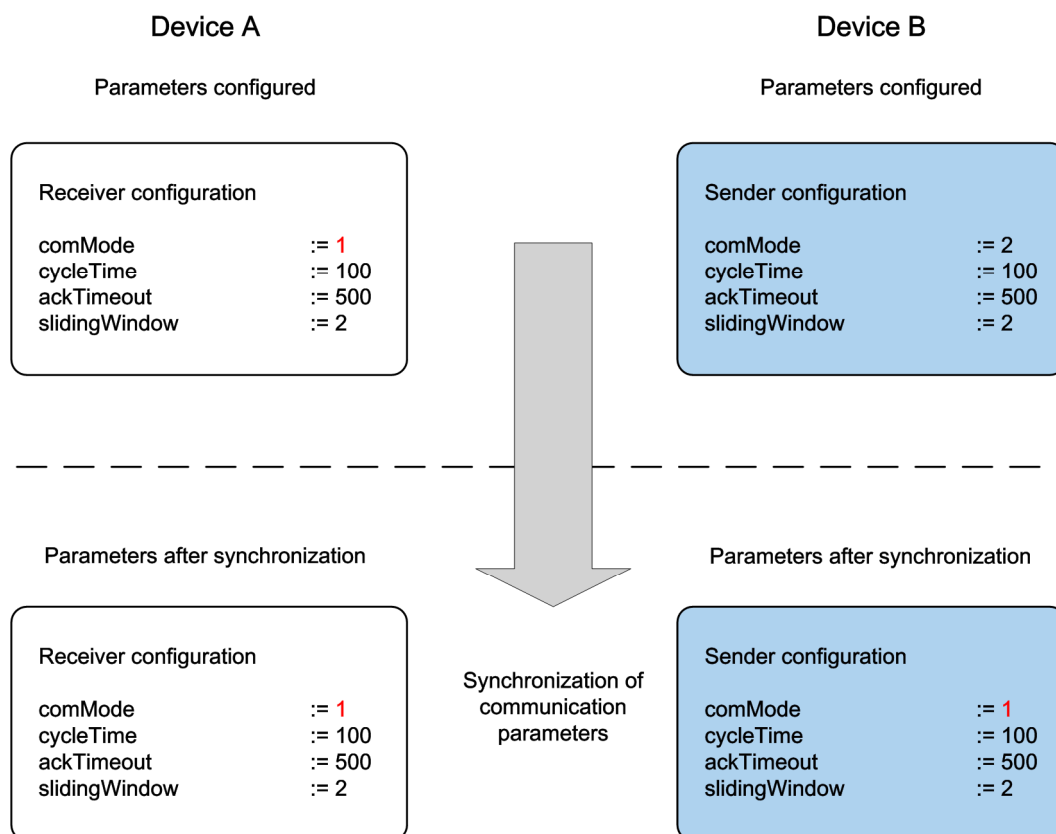 Device A
Device B
Parameters configured
Parameters configured
Receiver configuration
comMode := 1
cycleTime := 100
ackTimeout := 500
slidingWindow := 2
Sender configuration
comMode := 2
cycleTime := 100
ackTimeout := 500
slidingWindow := 2
Parameters after synchronization
Parameters after synchronization
Receiver configuration
comMode := 1
cycleTime := 100
ackTimeout := 500
slidingWindow := 2
Synchronization of
communication
parameters
Sender configuration
comMode := 1
cycleTime := 100
ackTimeout := 500
slidingWindow := 2